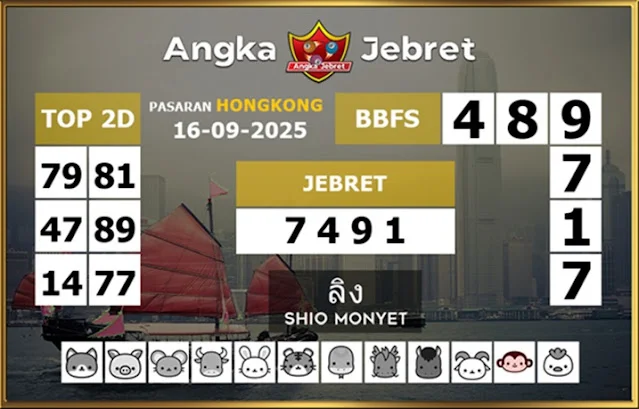 Angka Jebret
Angka Jebret
TOP 2D
PASARAN HONGKONG
16-09-2025
BBFS
4 8 9
7
1
7
79 81
47 89
14 77
JEBRET
7 4 9 1
ลิง
SHIO MONYET